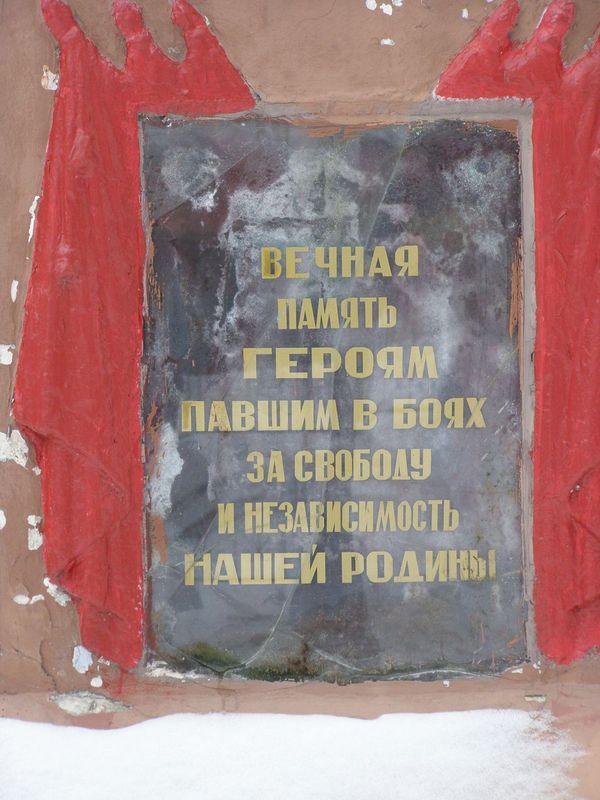 ВЕЧНАЯ
ПАМЯТЬ
ГЕРОЯМ
ПАВШИМ В БОЯХ
ЗА СВОБОДУ
И НЕЗАВИСИМОСТЬ
НАШЕЙ РОДИНЫ